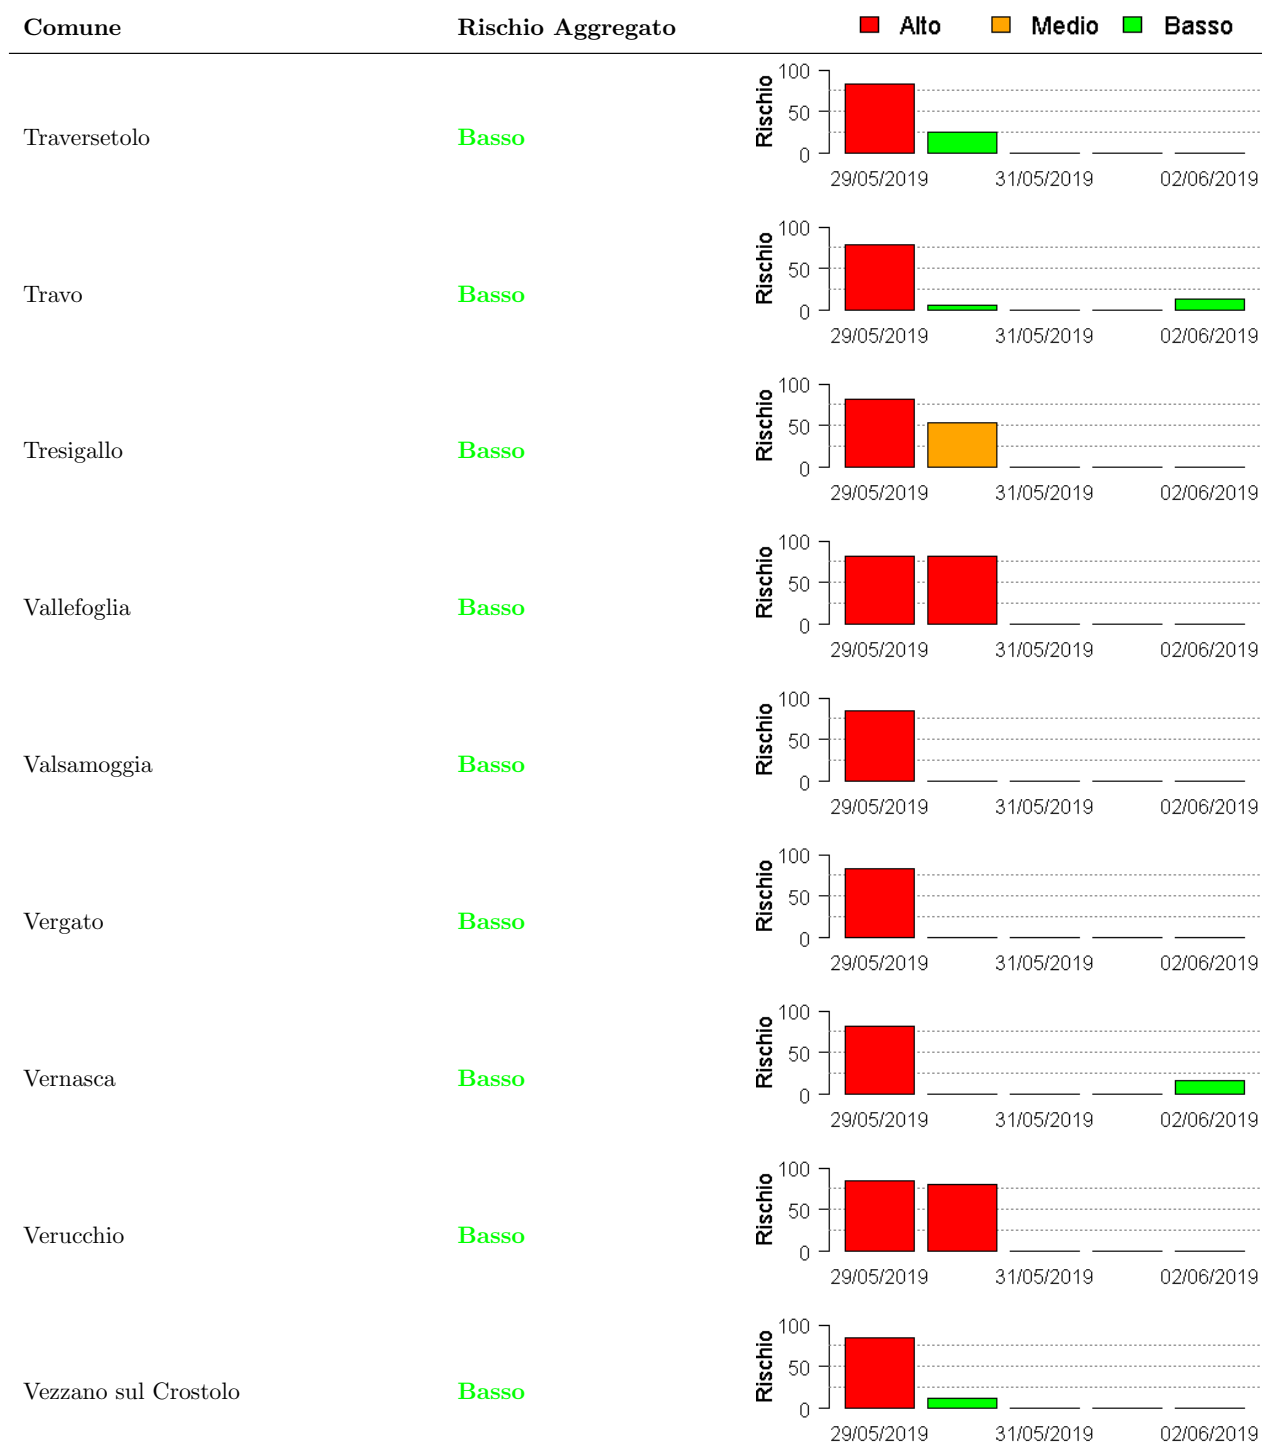 Comune Rischio Aggregato Alto Medio Basso
Traversetolo Basso
Rischio
100
50
0
29/05/2019 31/05/2019 02/06/2019
Travo Basso
Rischio
100
50
0
29/05/2019 31/05/2019 02/06/2019
Tresigallo Basso
Rischio
100
50
0
29/05/2019 31/05/2019 02/06/2019
Vallefoglia Basso
Rischio
100
50
0
29/05/2019 31/05/2019 02/06/2019
Valsamoggia Basso
Rischio
100
50
0
29/05/2019 31/05/2019 02/06/2019
Vergato Basso
Rischio
100
50
0
29/05/2019 31/05/2019 02/06/2019
Vernasca Basso
Rischio
100
50
0
29/05/2019 31/05/2019 02/06/2019
Verucchio Basso
Rischio
100
50
0
29/05/2019 31/05/2019 02/06/2019
Vezzano sul Crostolo Basso
Rischio
100
50
0
29/05/2019 31/05/2019 02/06/2019